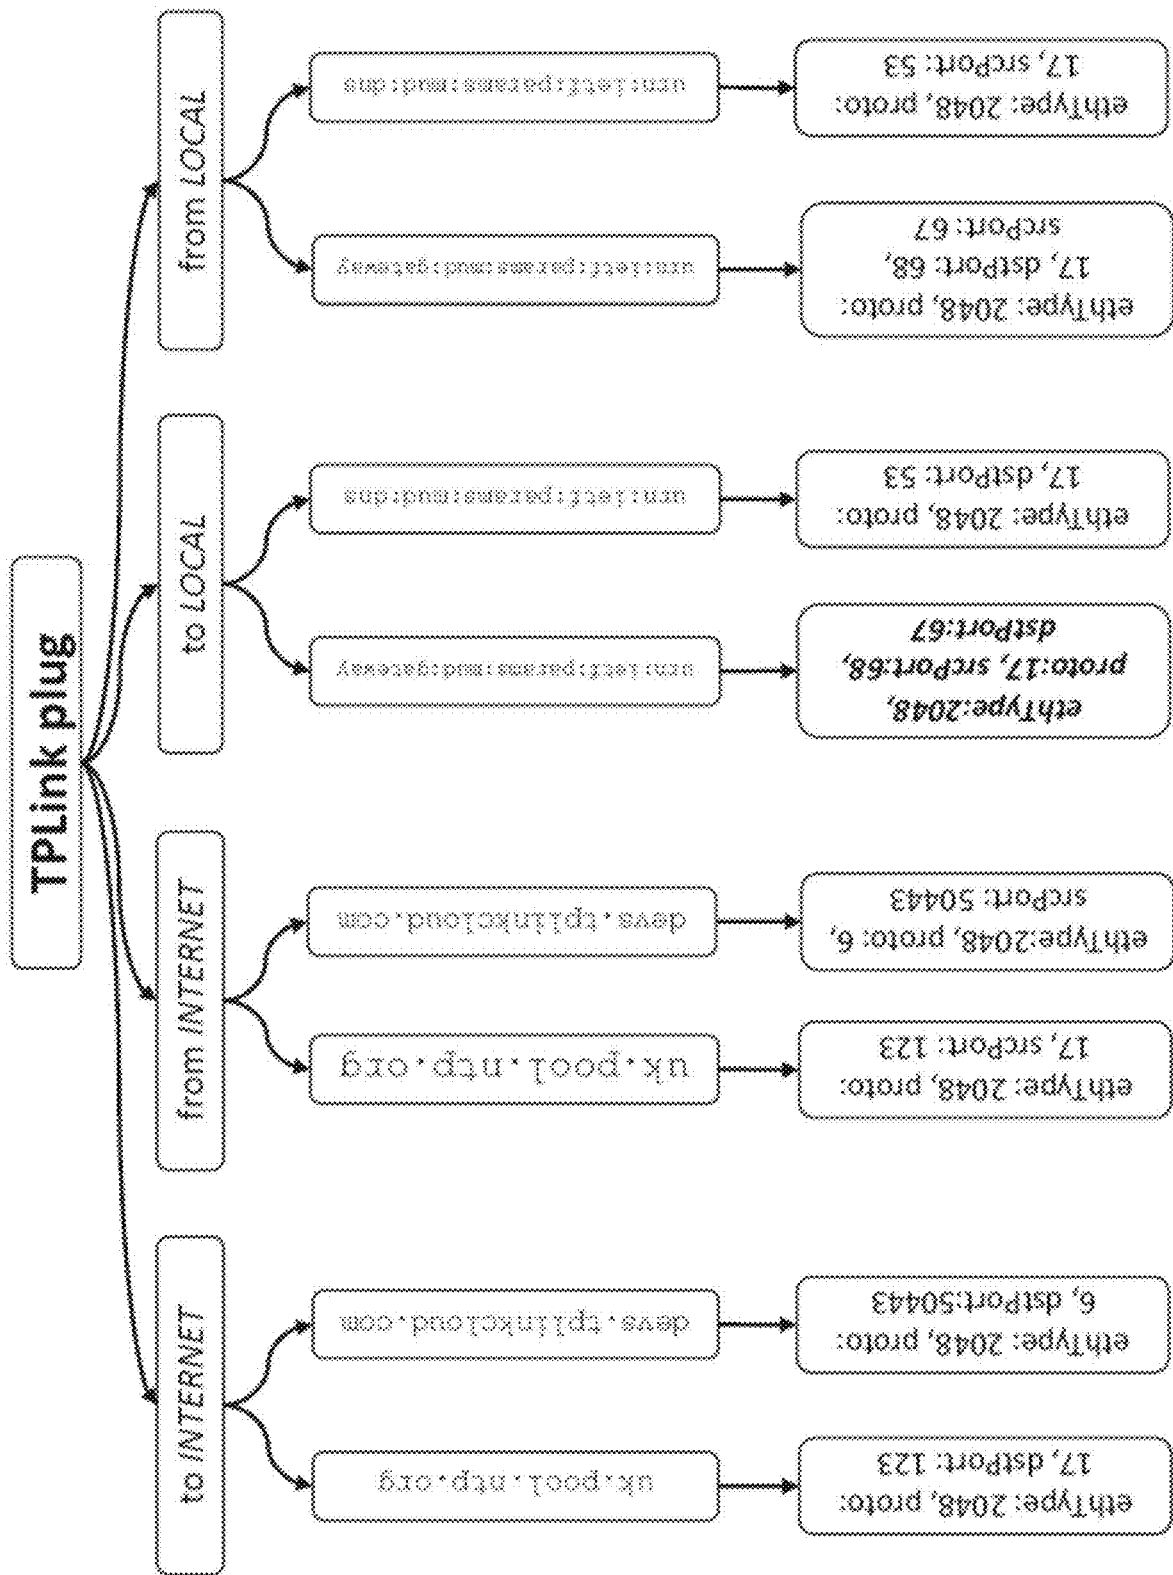 TPLink plug
to INTERNET
from INTERNET
to LOCAL
from LOCAL
uk.pool.ntp.org
devs.tplinkcloud.com
uk.pool.ntp.org
devs.tplinkcloud.com
urn:ietf:params:mud:gateway
urn:ietf:params:mud:dns
urn:ietf:params:mud:gateway
urn:ietf:params:mud:dns
ethType: 2048, proto:
17, dstPort: 123
ethType: 2048, proto:
6, dstPort:50443
ethType: 2048, proto:
17, srcPort: 123
ethType:2048, proto: 6,
srcPort: 50443
ethType:2048,
proto:17, srcPort:68,
dstPort:67
ethType: 2048, proto:
17, dstPort: 53
ethType: 2048, proto:
17, dstPort: 68,
srcPort: 67
ethType: 2048, proto:
17, srcPort: 53